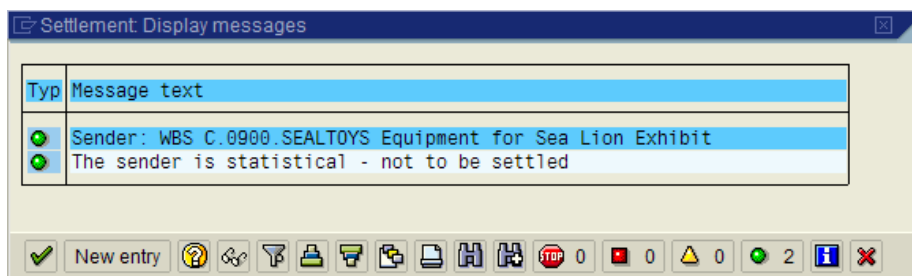 Settlement: Display messages
Typ Message text
Sender: WBS C.0900.SEALTOYS Equipment for Sea Lion Exhibit
The sender is statistical - not to be settled
New entry STOP 0 0 0 2